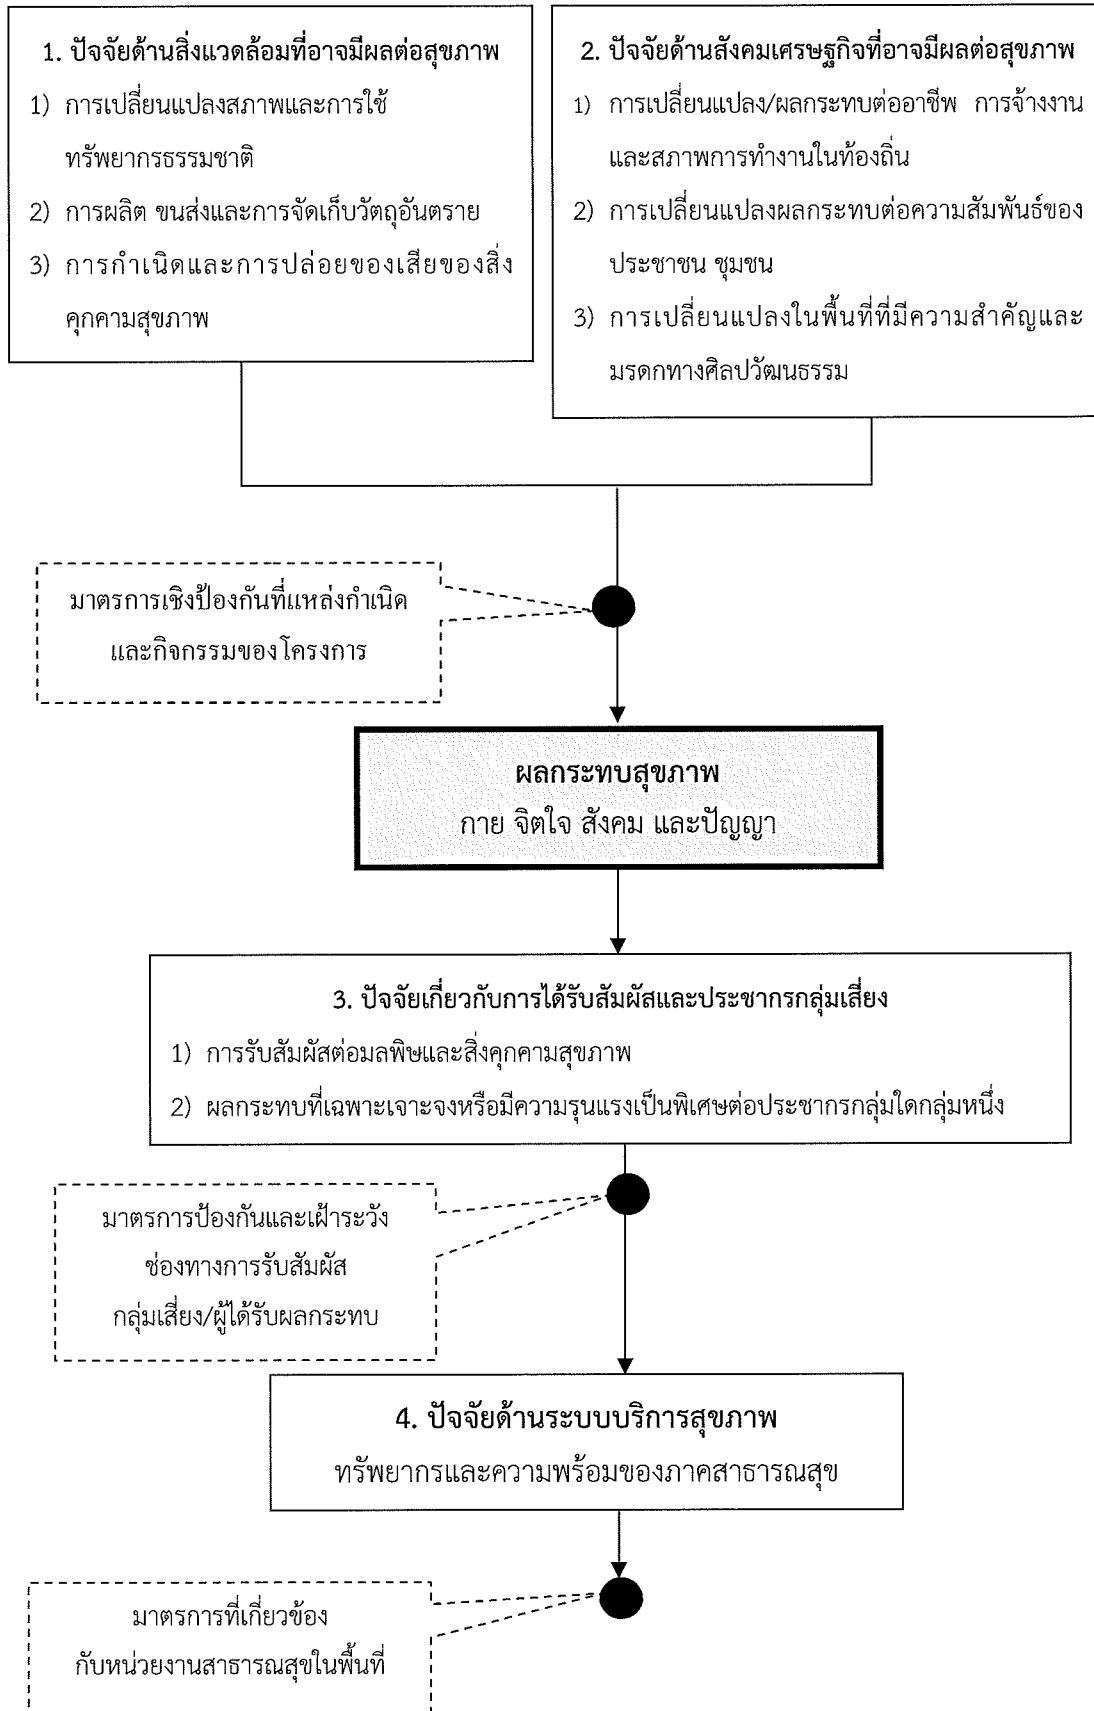 1. ปัจจัยด้านสิ่งแวดล้อมที่อาจมีผลต่อสุขภาพ
1) การเปลี่ยนแปลงสภาพและการใช้
ทรัพยากรธรรมชาติ
2) การผลิต ขนส่งและการจัดเก็บวัตถุอันตราย
3) การกำเนิดและการปล่อยของเสียของสิ่ง
คุกคามสุขภาพ
2. ปัจจัยด้านสังคมเศรษฐกิจที่อาจมีผลต่อสุขภาพ
1) การเปลี่ยนแปลง/ผลกระทบต่ออาชีพ การจ้างงาน
และสภาพการทำงานในท้องถิ่น
2) การเปลี่ยนแปลงผลกระทบต่อความสัมพันธ์ของ
ประชาชน ชุมชน
3) การเปลี่ยนแปลงในพื้นที่ที่มีความสำคัญและ
มรดกทางศิลปวัฒนธรรม
มาตรการเชิงป้องกันที่แหล่งกำเนิด
และกิจกรรมของโครงการ
ผลกระทบสุขภาพ
กาย จิตใจ สังคม และปัญญา
3. ปัจจัยเกี่ยวกับการได้รับสัมผัสและประชากรกลุ่มเสี่ยง
1) การรับสัมผัสต่อมลพิษและสิ่งคุกคามสุขภาพ
2) ผลกระทบที่เฉพาะเจาะจงหรือมีความรุนแรงเป็นพิเศษต่อประชากรกลุ่มใดกลุ่มหนึ่ง
มาตรการป้องกันและเฝ้าระวัง
ช่องทางการรับสัมผัส
กลุ่มเสี่ยง/ผู้ได้รับผลกระทบ
4. ปัจจัยด้านระบบบริการสุขภาพ
ทรัพยากรและความพร้อมของภาคสาธารณสุข
มาตรการที่เกี่ยวข้อง
กับหน่วยงานสาธารณสุขในพื้นที่